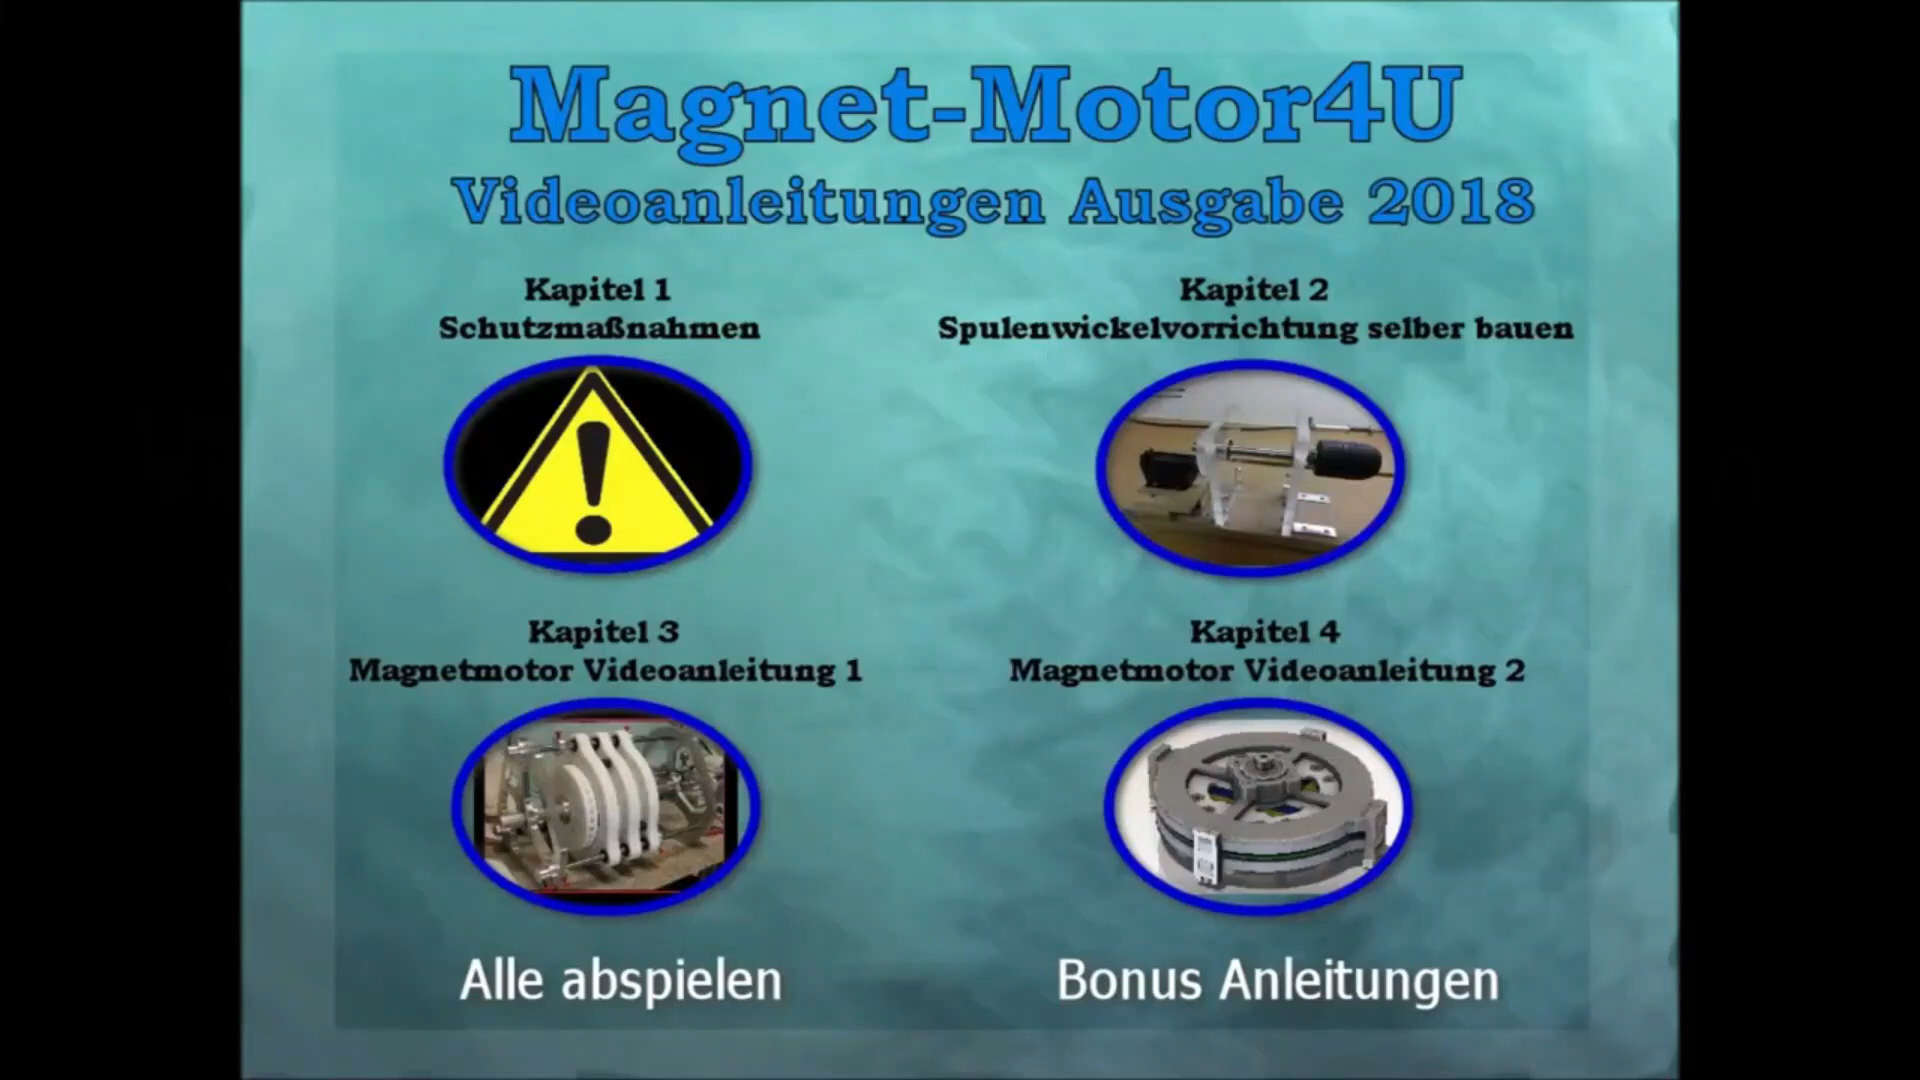 Magnet-Motor4U
Videoanleitungen Ausgabe 2018
Kapitel 1
Schutzmaßnahmen
Kapitel 2
Spulenwickelvorrichtung selber bauen
Kapitel 3
Magnetmotor Videoanleitung 1
Kapitel 4
Magnetmotor Videoanleitung 2
Alle abspielen
Bonus Anleitungen